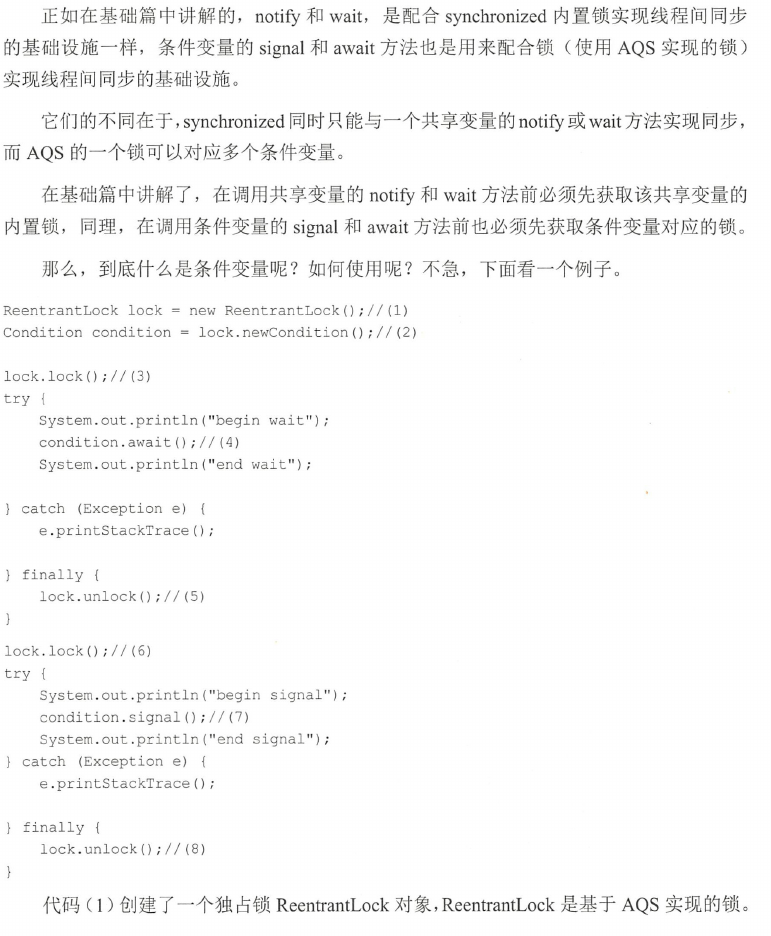 正如在基础篇中讲解的，notify 和 wait，是配合 synchronized 内置锁实现线程间同步
的基础设施一样，条件变量的 signal 和 await 方法也是用来配合锁（使用 AQS 实现的锁）
实现线程间同步的基础设施。
它们的不同在于，synchronized 同时只能与一个共享变量的 notify 或 wait 方法实现同步，
而 AQS 的一个锁可以对应多个条件变量。
在基础篇中讲解了，在调用共享变量的 notify 和 wait 方法前必须先获取该共享变量的
内置锁，同理，在调用条件变量的 signal 和 await 方法前也必须先获取条件变量对应的锁。
那么，到底什么是条件变量呢？如何使用呢？不急，下面看一个例子。
ReentrantLock lock = new ReentrantLock();//(1)
Condition condition = lock.newCondition();//(2)
lock.lock();//(3)
try {
    System.out.println("begin wait");
    condition.await();//(4)
    System.out.println("end wait");
} catch (Exception e) {
    e.printStackTrace();
} finally {
    lock.unlock();//(5)
}
lock.lock();//(6)
try {
    System.out.println("begin signal");
    condition.signal();//(7)
    System.out.println("end signal");
} catch (Exception e) {
    e.printStackTrace();
} finally {
    lock.unlock();//(8)
}
代码（1）创建了一个独占锁 ReentrantLock 对象，ReentrantLock 是基于 AQS 实现的锁。